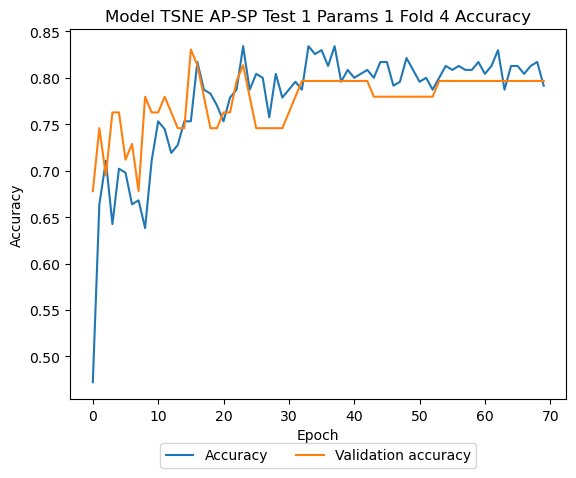 Model TSNE AP-SP Test 1 Params 1 Fold 4 Accuracy
0.85
0.80
0.75
0.70
0.65
0.60
0.55
0.50
Accuracy
0 10 20 30 40 50 60 70
Epoch
Accuracy Validation accuracy